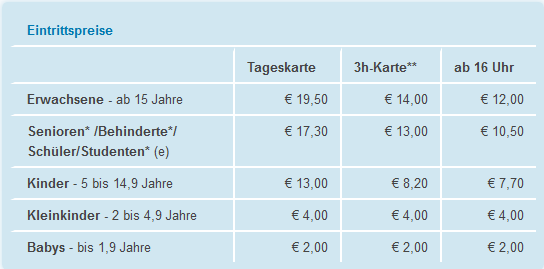 Eintrittspreise
Tageskarte 3h-Karte** ab 16 Uhr
Erwachsene - ab 15 Jahre € 19,50 € 14,00 € 12,00
Senioren* /Behinderte*/
Schüler/Studenten* (e) € 17,30 € 13,00 € 10,50
Kinder - 5 bis 14,9 Jahre € 13,00 € 8,20 € 7,70
Kleinkinder - 2 bis 4,9 Jahre € 4,00 € 4,00 € 4,00
Babys - bis 1,9 Jahre € 2,00 € 2,00 € 2,00